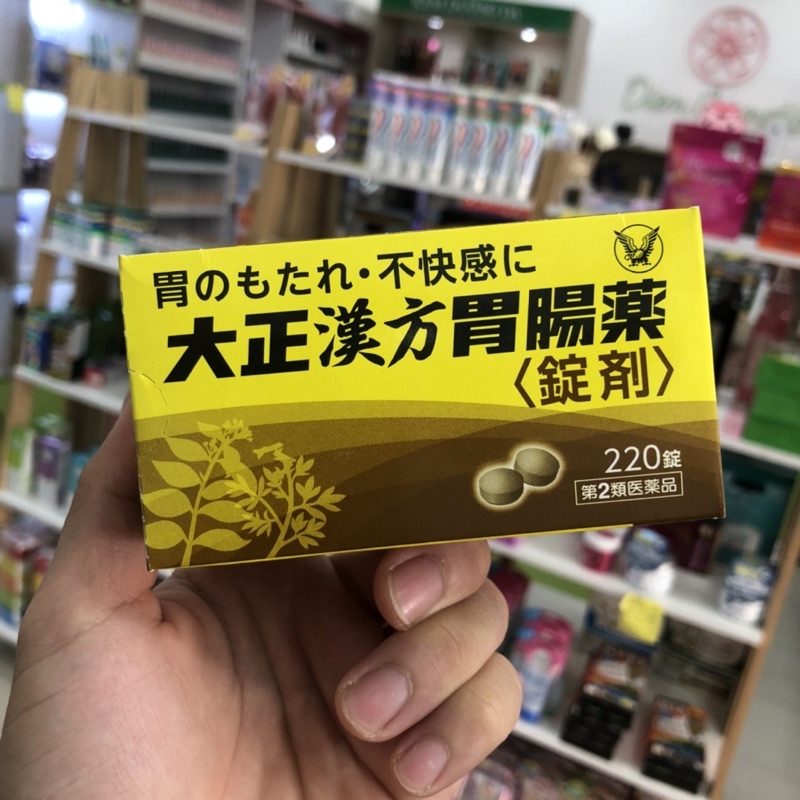 胃のもたれ・不快感に
大正漢方胃腸薬
〈錠剤〉
220錠
第2類医薬品